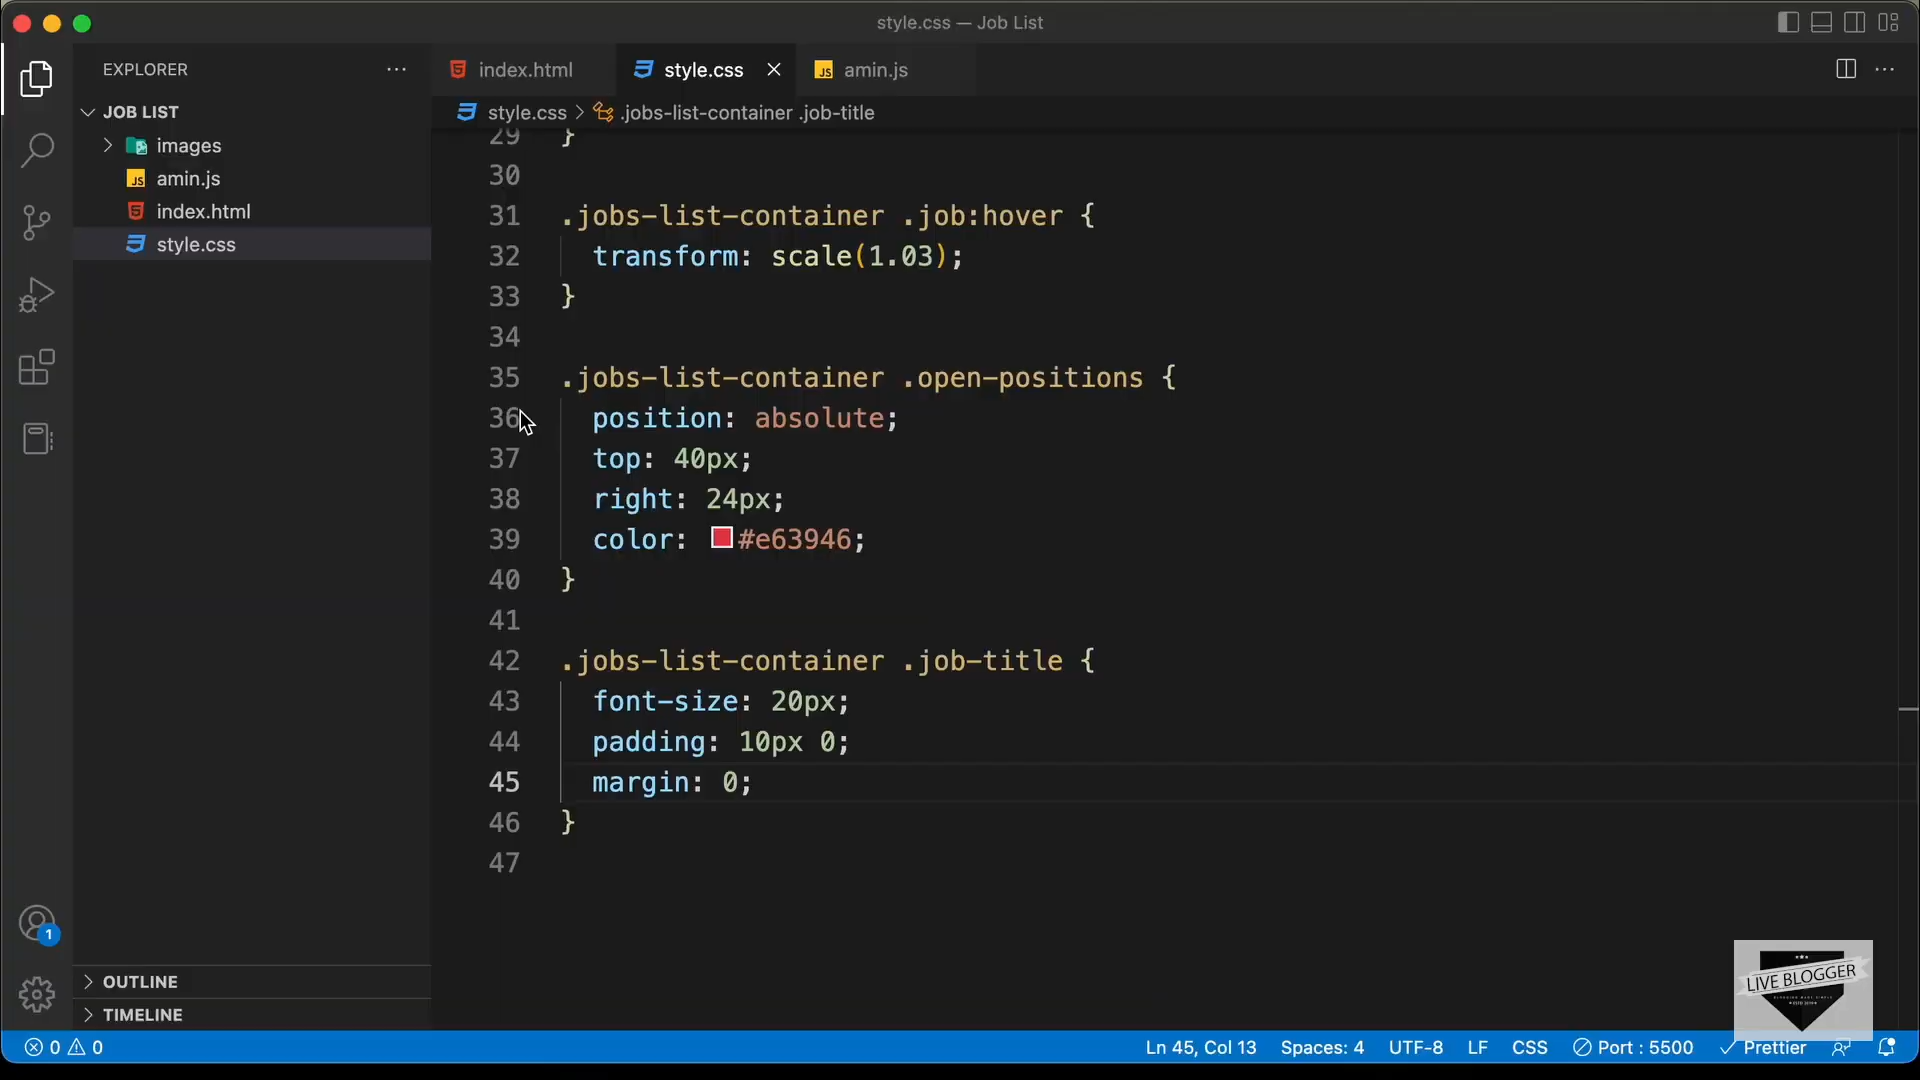 style.css — Job List
EXPLORER
index.html
style.css
amin.js
JOB LIST
style.css > .jobs-list-container .job-title
images
amin.js
index.html
style.css
29 }
30
31 .jobs-list-container .job:hover {
32 transform: scale(1.03);
33 }
34
35 .jobs-list-container .open-positions {
36 position: absolute;
37 top: 40px;
38 right: 24px;
39 color: #e63946;
40 }
41
42 .jobs-list-container .job-title {
43 font-size: 20px;
44 padding: 10px 0;
45 margin: 0;
46 }
47
1
OUTLINE
TIMELINE
LIVE BLOGGER
0 0
Ln 45, Col 13 Spaces: 4 UTF-8 LF CSS Port : 5500 Prettier